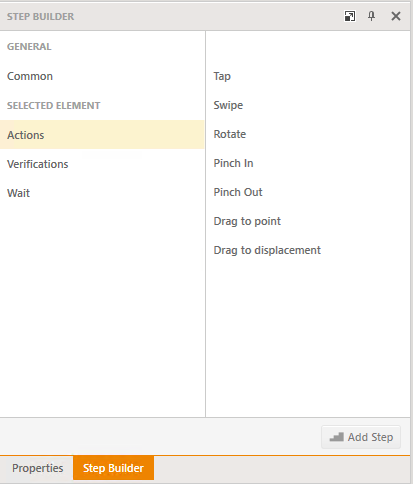 STEP BUILDER
GENERAL
Common
SELECTED ELEMENT
Actions
Verifications
Wait
Tap
Swipe
Rotate
Pinch In
Pinch Out
Drag to point
Drag to displacement
Add Step
Properties
Step Builder